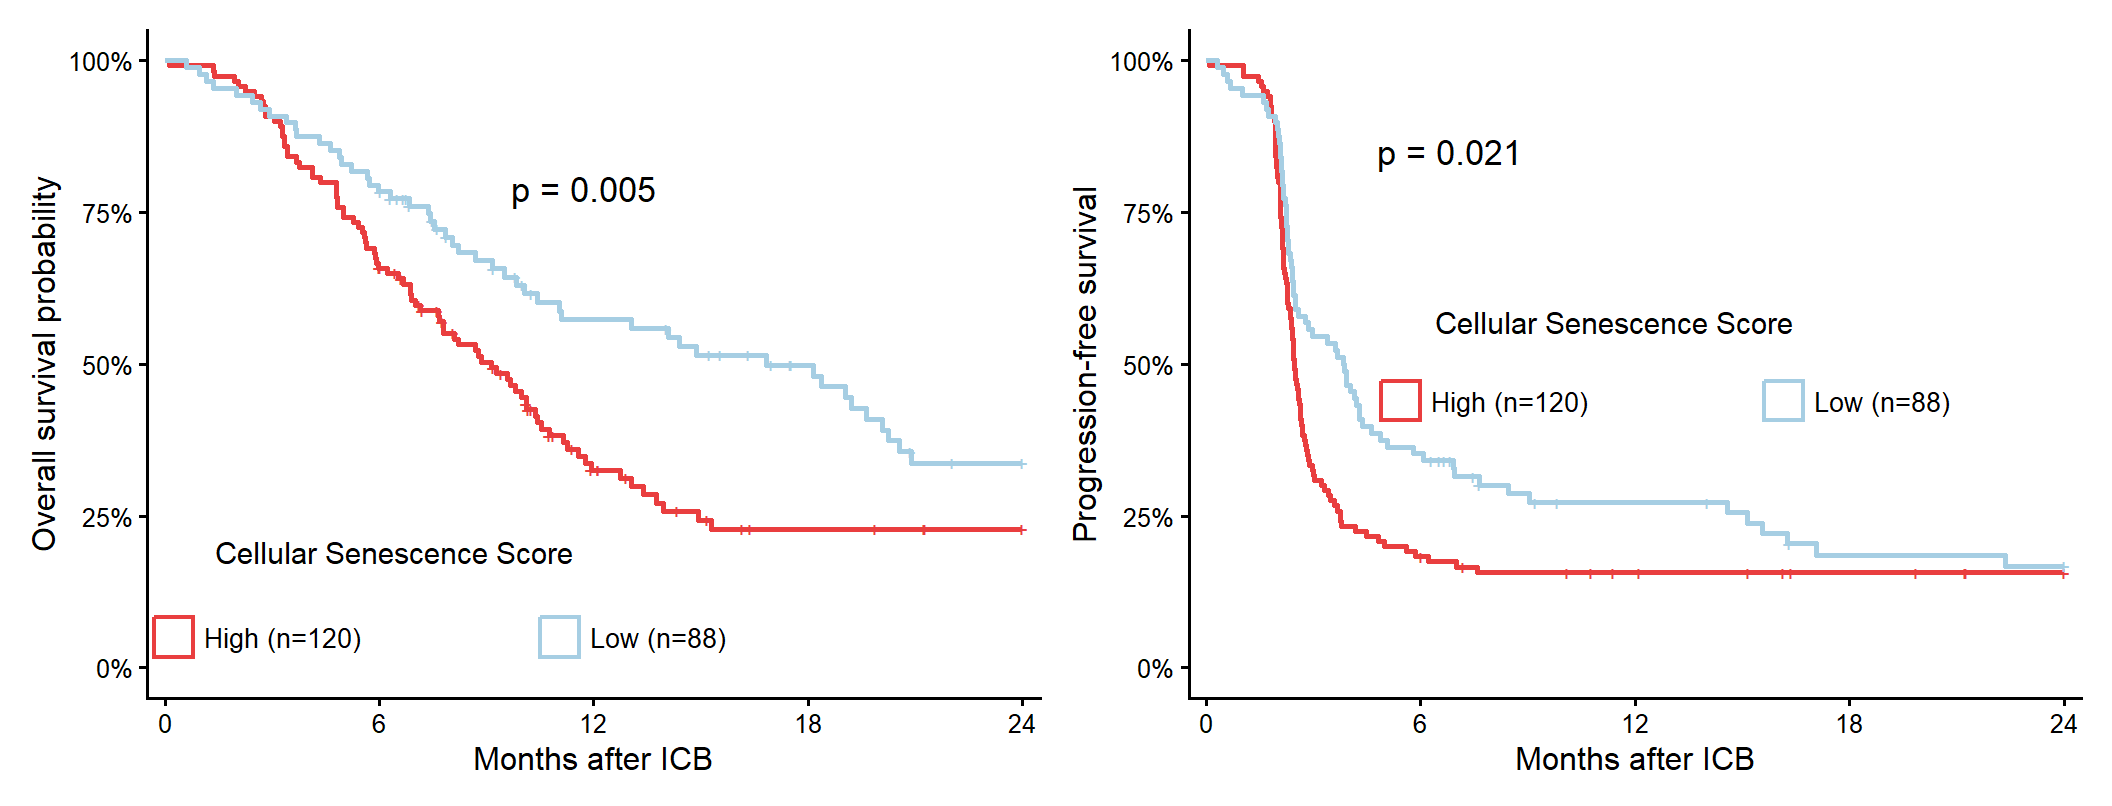 Overall survival probability
100%
75%
50%
25%
0%
p = 0.005
Cellular Senescence Score
High (n=120)
Low (n=88)
0
6
12
18
24
Months after ICB
Progression-free survival
100%
75%
50%
25%
0%
p = 0.021
Cellular Senescence Score
High (n=120)
Low (n=88)
0
6
12
18
24
Months after ICB